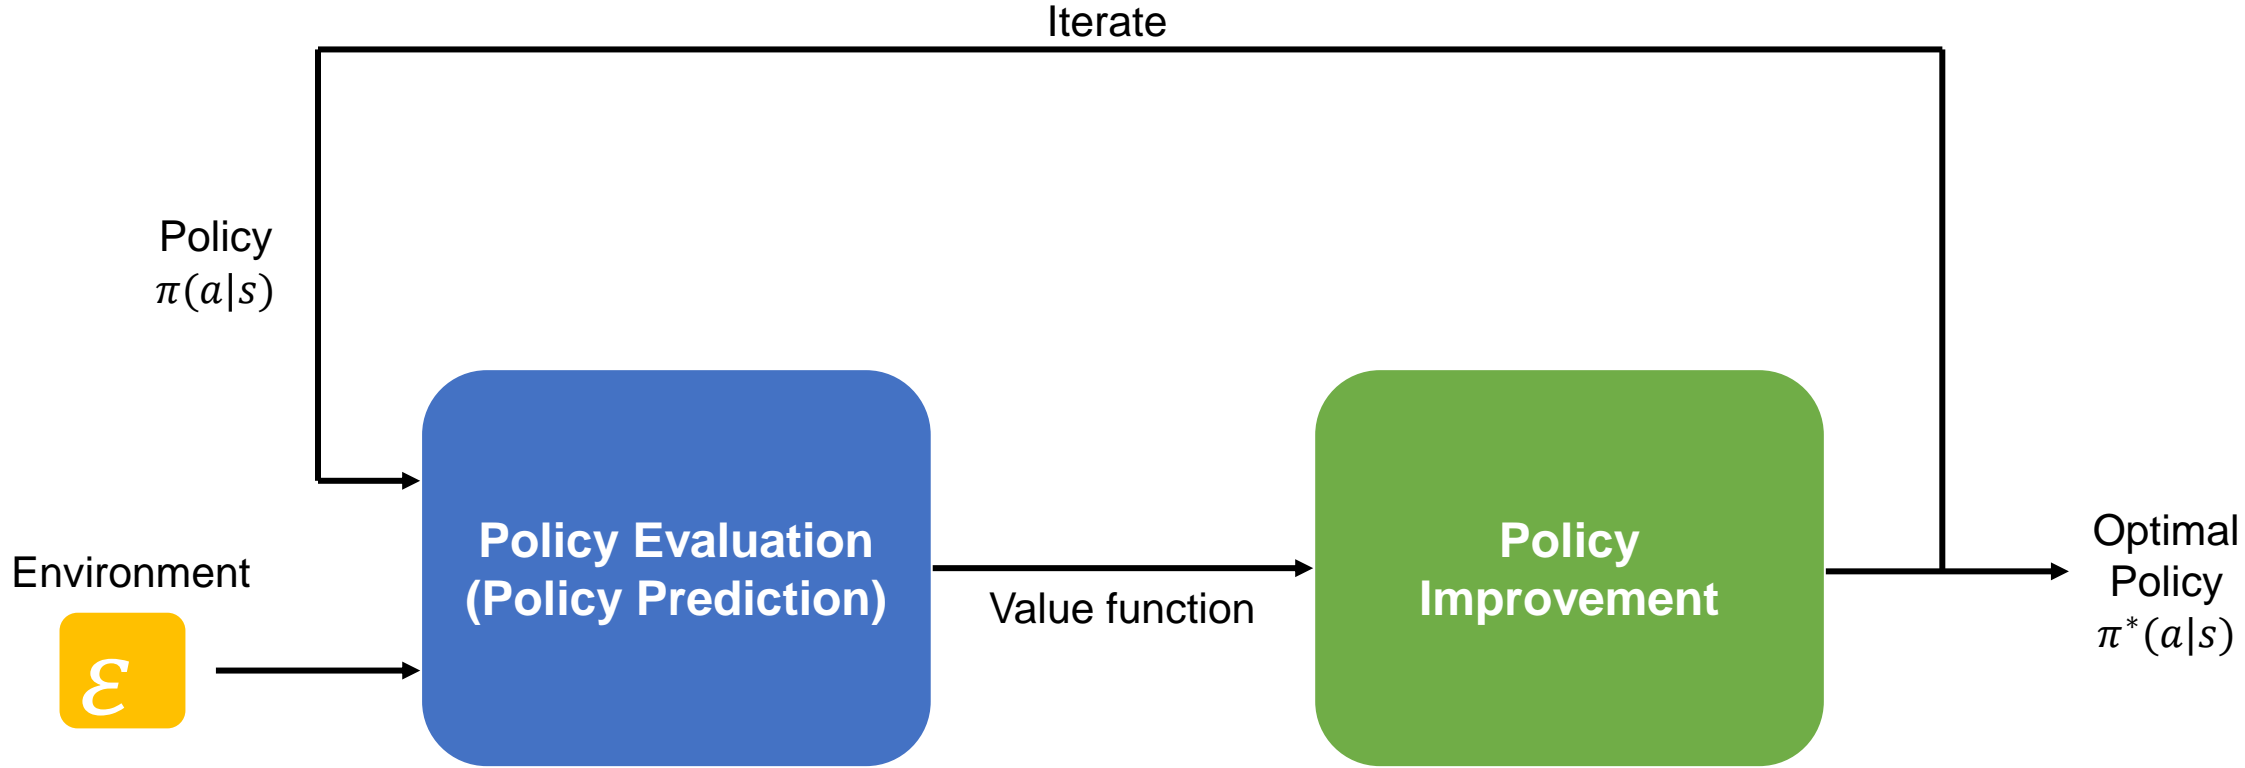 Iterate
Policy
π(a|s)
Environment
ε
Policy Evaluation
(Policy Prediction)
Value function
Policy
Improvement
Optimal
Policy
π*(a|s)